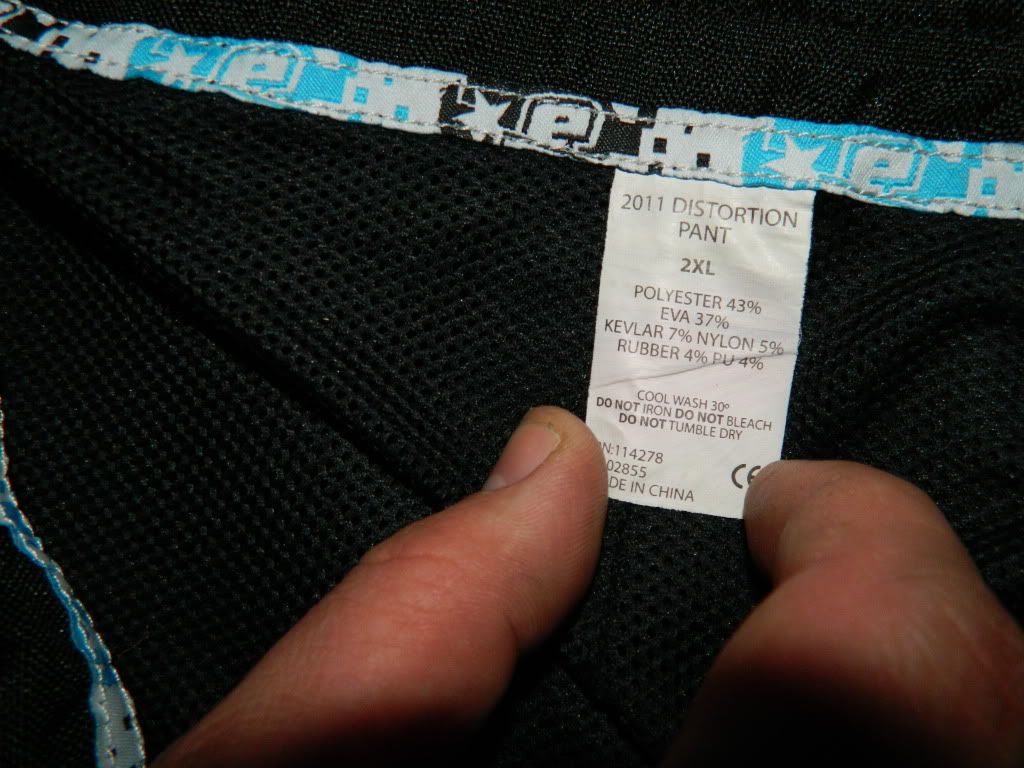 e e e
2011 DISTORTION
PANT
2XL
POLYESTER 43%
EVA 37%
KEVLAR 7% NYLON 5%
RUBBER 4% PU 4%
COOL WASH 30º
DO NOT IRON DO NOT BLEACH
DO NOT TUMBLE DRY
N:114278
02855
DE IN CHINA
CE